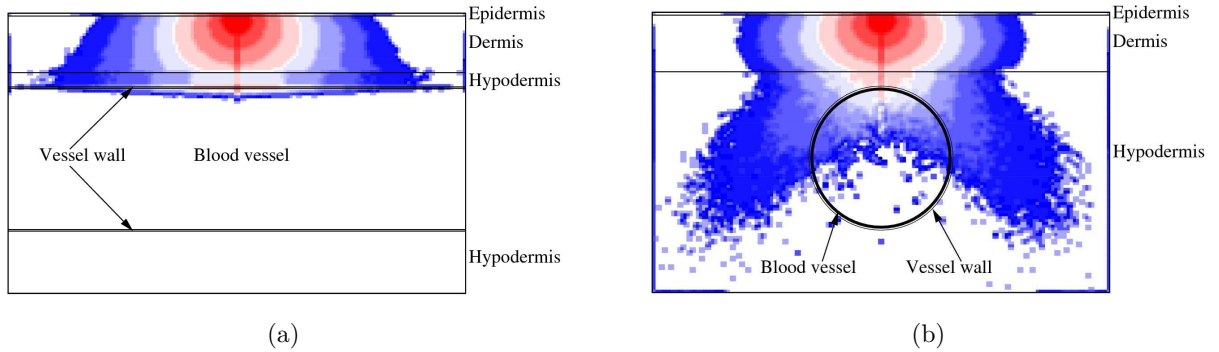 Epidermis
Dermis
Hypodermis
Vessel wall
Blood vessel
Hypodermis
(a)
Epidermis
Dermis
Hypodermis
Blood vessel
Vessel wall
(b)